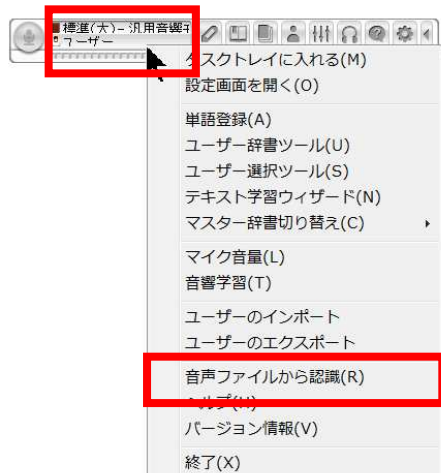 標準(大)– 汎用音響モ
ユーザー
タスクトレイに入れる(M)
設定画面を開く(O)
単語登録(A)
ユーザー辞書ツール(U)
ユーザー選択ツール(S)
テキスト学習ウィザード(N)
マスター辞書切り替え(C)
マイク音量(L)
音響学習(T)
ユーザーのインポート
ユーザーのエクスポート
音声ファイルから認識(R)
ヘルプ(H)
バージョン情報(V)
終了(X)